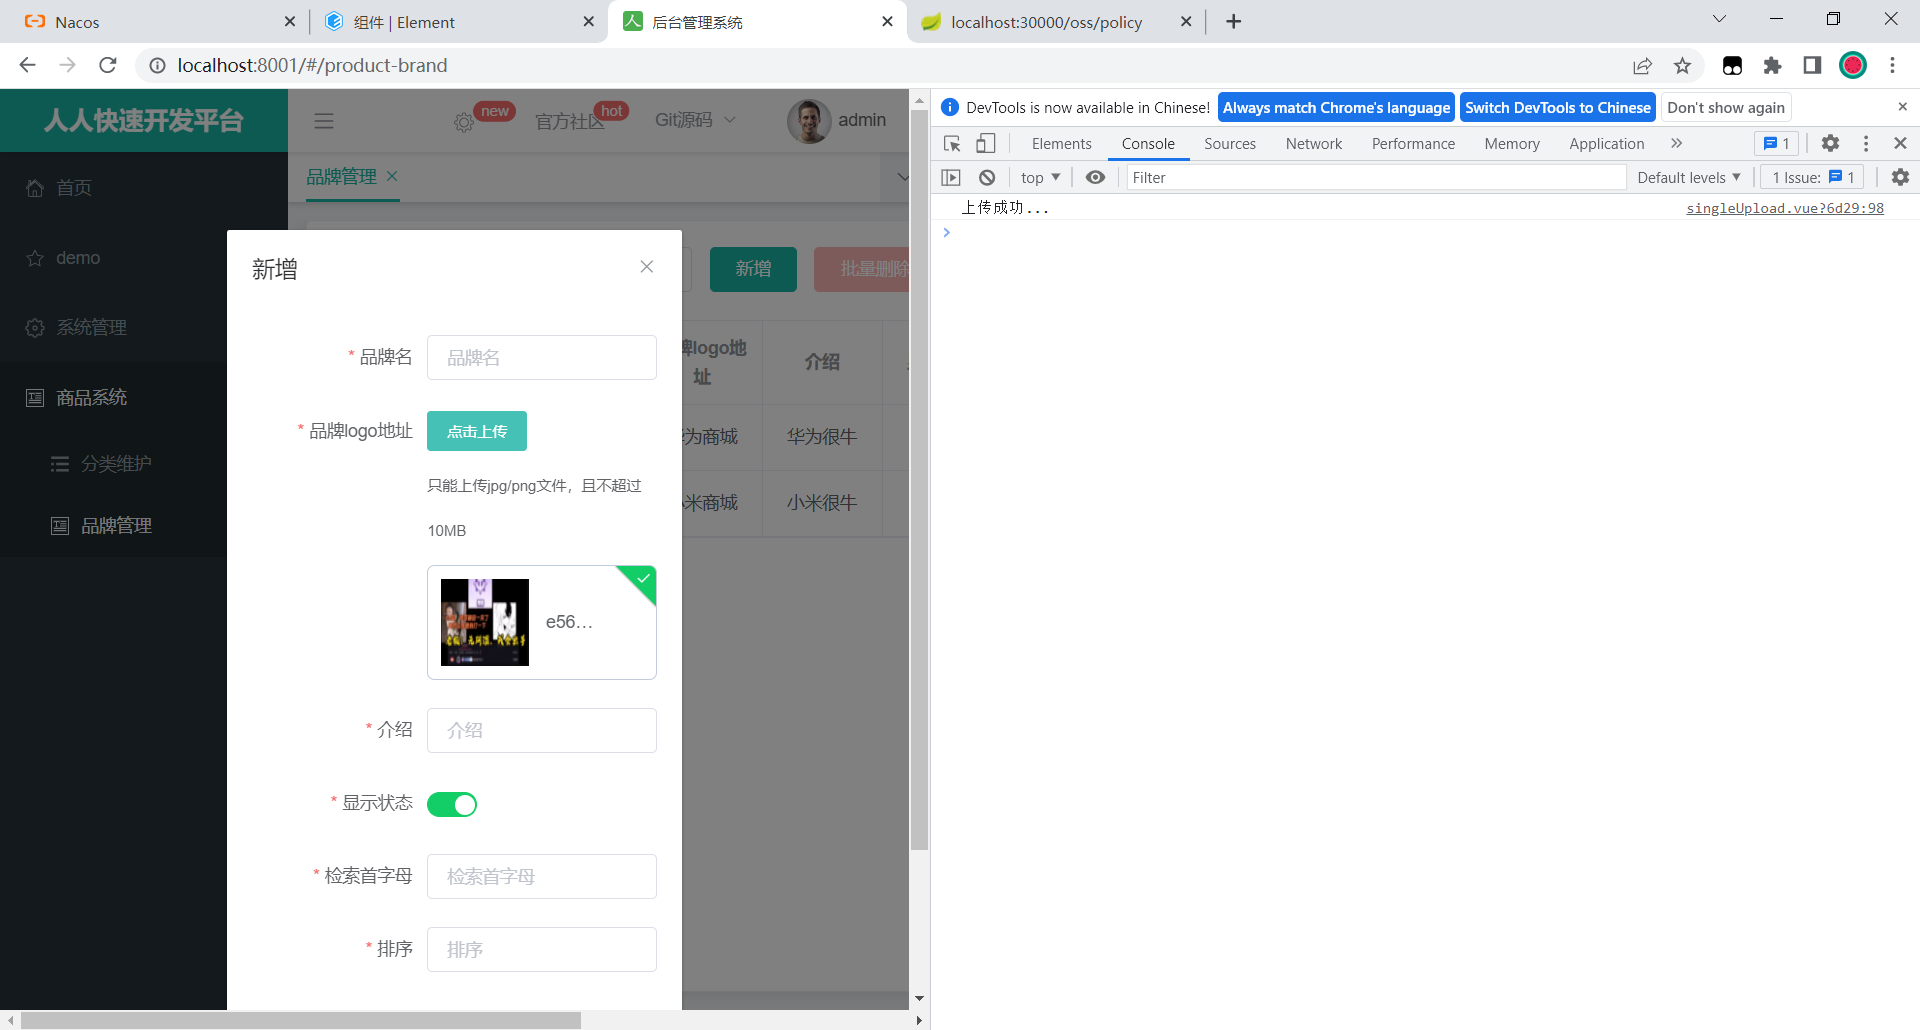 Nacos
组件 | Element
后台管理系统
localhost:30000/oss/policy
localhost:8001/#/product-brand
人人快速开发平台
new
官方社区
hot
Git源码
admin
DevTools is now available in Chinese!
Always match Chrome's language
Switch DevTools to Chinese
Don't show again
Elements
Console
Sources
Network
Performance
Memory
Application
1
top
Filter
Default levels
1 Issue:
1
上传成功...
singleUpload.vue?6d29:98
首页
demo
系统管理
商品系统
分类维护
品牌管理
品牌管理
新增
批量删除
牌logo地
址
介绍
为商城
华为很牛
米商城
小米很牛
新增
* 品牌名
品牌名
* 品牌logo地址
点击上传
只能上传jpg/png文件，且不超过
10MB
e56...
* 介绍
介绍
* 显示状态
* 检索首字母
检索首字母
* 排序
排序